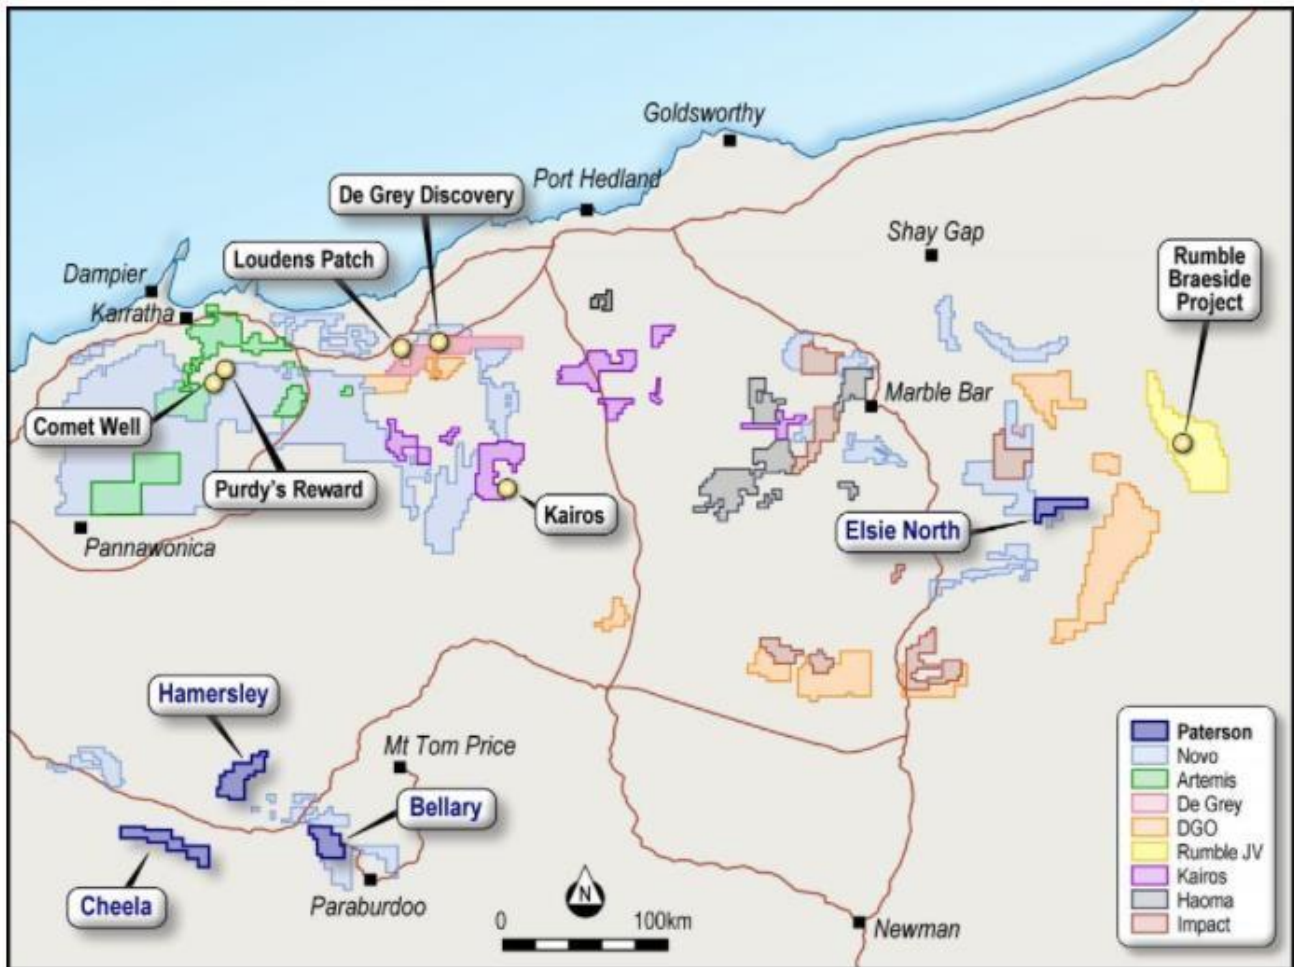 Goldsworthy
Port Hedland
De Grey Discovery
Shay Gap
Loudens Patch
Rumble
Braeside
Project
Dampier
Karratha
Marble Bar
Comet Well
Purdy's Reward
Kairos
Elsie North
Pannawonica
Hamersley
Mt Tom Price
Bellary
Cheela
Paraburdoo
N
0 100km
Newman
Paterson
Novo
Artemis
De Grey
DGO
Rumble JV
Kairos
Haoma
Impact